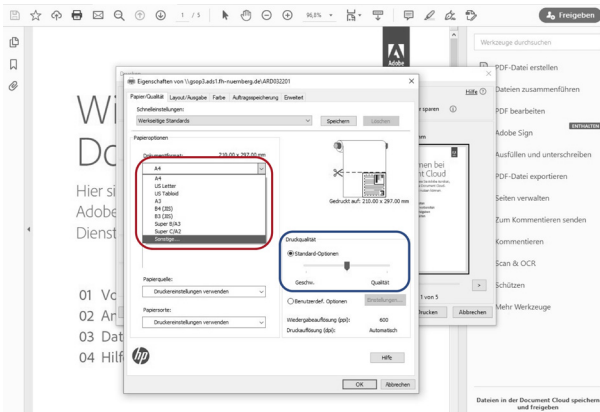 1 / 5
96,8%
Freigeben
Adobe
Werkzeuge durchsuchen
PDF-Datei erstellen
Dateien zusammenführen
PDF bearbeiten
Adobe Sign
ENTHALTEN
Ausfüllen und unterschreiben
PDF-Datei exportieren
Seiten verwalten
Zum Kommentieren senden
Kommentieren
Scan & OCR
Schützen
Mehr Werkzeuge
Dateien in der Document Cloud speichern
und freigeben
Hier si
Adobe
Dienst
01 Vo
02
03 Dat
04 Hilf
Hilfe
sparen
1 von 5
Drucken
Abbrechen
Eigenschaften von \\gsop3.ads1.fh-nuernberg.de\ARD032201
Papier/Qualität
Layout/Ausgabe
Farbe
Auftragsspeicherung
Erweitert
Schnelleinstellungen:
Werkseitige Standards
Speichern
Löschen
Papieroptionen
Dokumentformat:
210.00 x 297.00 mm
A4
A4
US Letter
US Tabloid
A3
B4 (JIS)
B3 (JIS)
Super B/A3
Super C/A2
Sonstige...
Gedruckt auf: 210.00 x 297.00 mm
Druckqualität
Standard-Optionen
Geschw.
Qualität
Benutzerdef. Optionen
Einstellungen...
Wiedergabeauflösung (ppi):
600
Druckauflösung (dpi):
Automatisch
Papierquelle:
Druckereinstellungen verwenden
Papiersorte:
Druckereinstellungen verwenden
hp
Hilfe
OK
Abbrechen